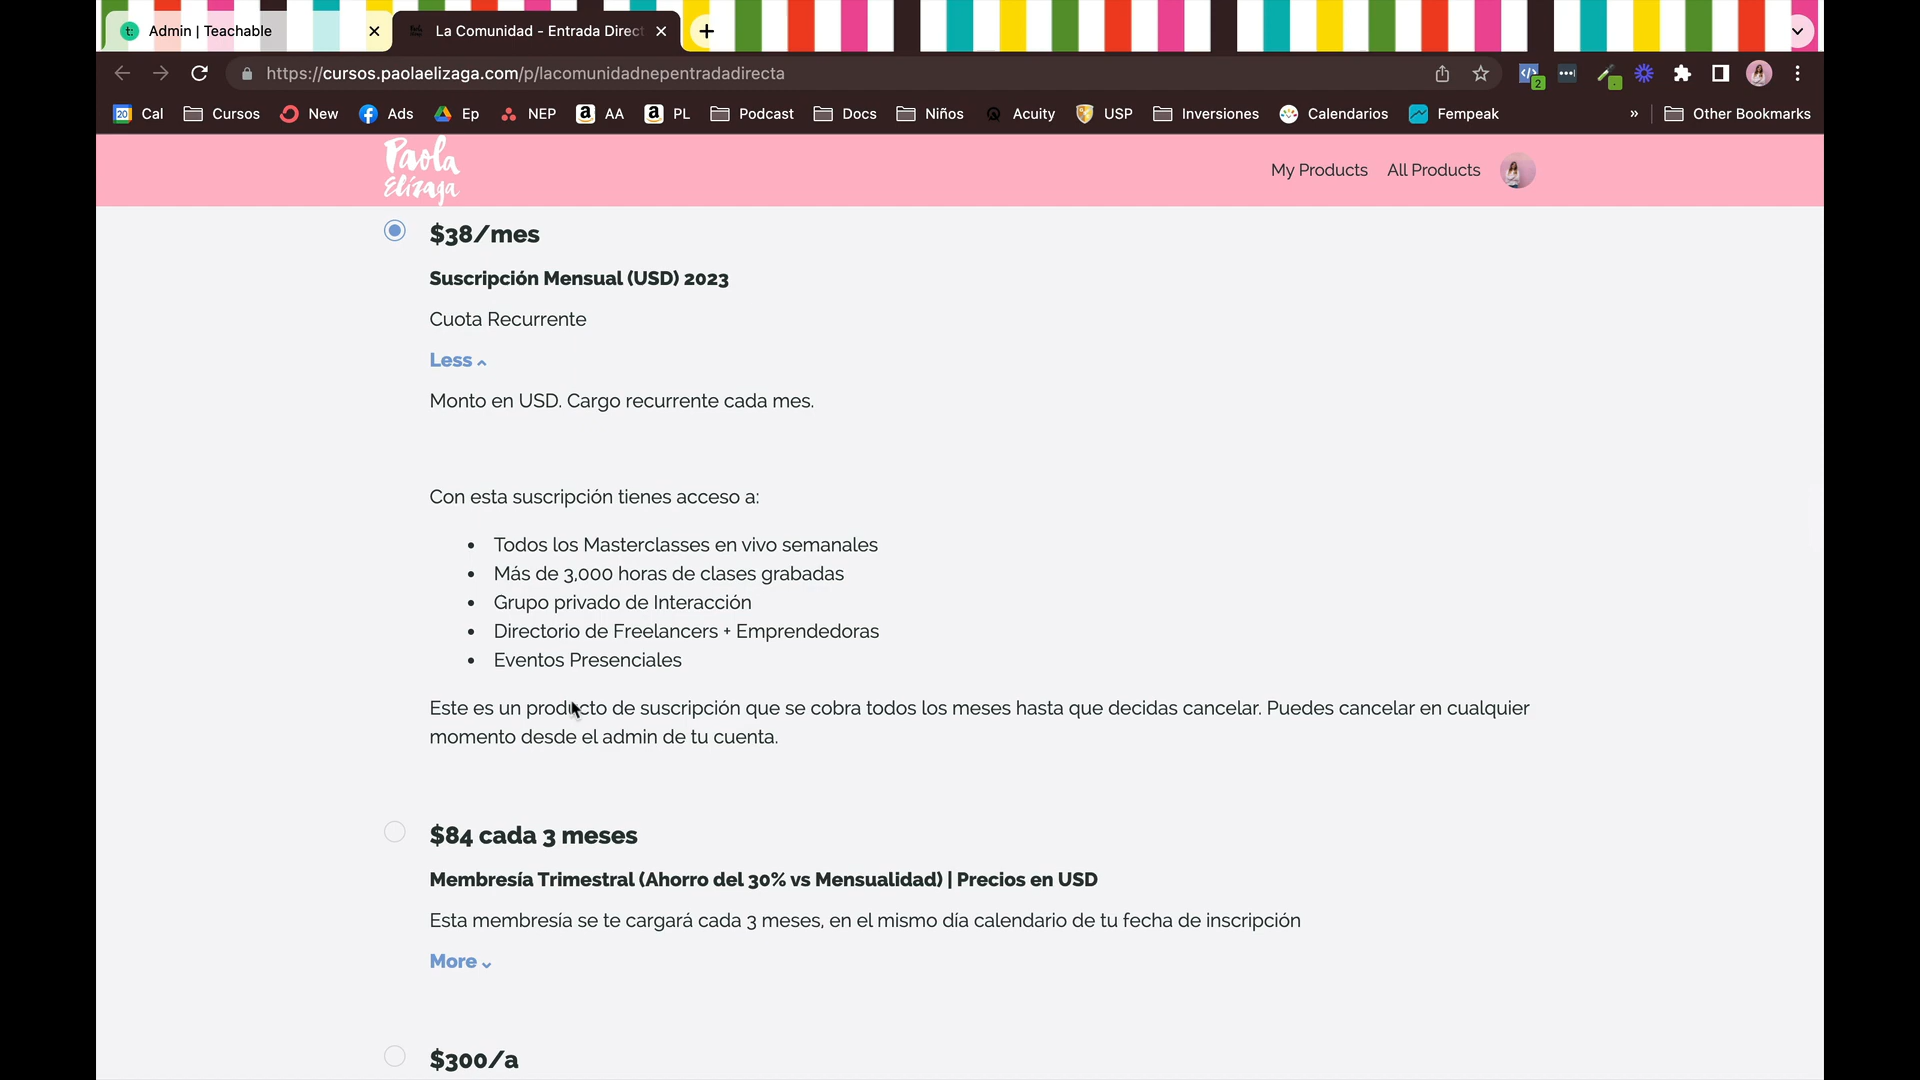 Admin | Teachable
La Comunidad - Entrada Direct
https://cursos.paolaelizaga.com/p/lacomunidadnepentradadirecta
2
20 Cal Cursos New Ads Ep NEP AA PL Podcast Docs Niños Acuity USP Inversiones Calendarios Fempeak » Other Bookmarks
Paola
Elízaga
My Products All Products
$38/mes
Suscripción Mensual (USD) 2023
Cuota Recurrente
Less
Monto en USD. Cargo recurrente cada mes.
Con esta suscripción tienes acceso a:
• Todos los Masterclasses en vivo semanales
• Más de 3,000 horas de clases grabadas
• Grupo privado de Interacción
• Directorio de Freelancers + Emprendedoras
• Eventos Presenciales
Este es un producto de suscripción que se cobra todos los meses hasta que decidas cancelar. Puedes cancelar en cualquier
momento desde el admin de tu cuenta.
$84 cada 3 meses
Membresía Trimestral (Ahorro del 30% vs Mensualidad) | Precios en USD
Esta membresía se te cargará cada 3 meses, en el mismo día calendario de tu fecha de inscripción
More
$300/a